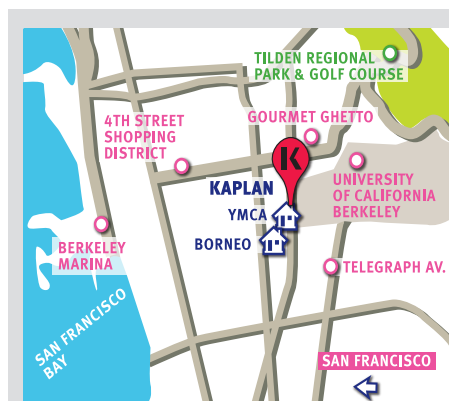 TILDEN REGIONAL
PARK & GOLF COURSE
4TH STREET
SHOPPING
DISTRICT
GOURMET GHETTO
K
KAPLAN
UNIVERSITY
OF CALIFORNIA
BERKELEY
YMCA
BORNEO
BERKELEY
MARINA
TELEGRAPH AV.
SAN FRANCISCO
BAY
SAN FRANCISCO